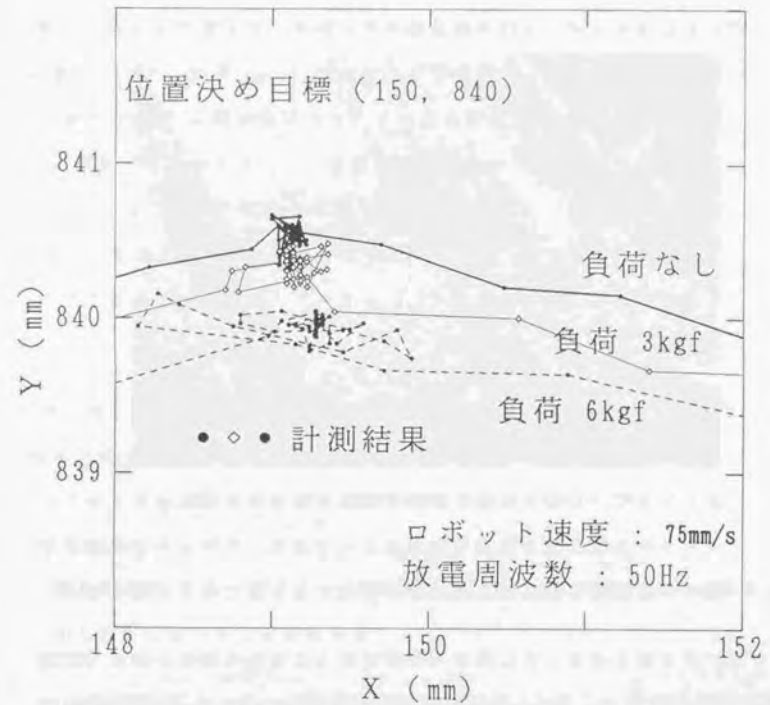 位置決め目標 (150, 840)
841
840
839
Y (mm)
負荷なし
負荷 3kgf
負荷 6kgf
●◇● 計測結果
ロボット速度 : 75mm/s
放電周波数 : 50Hz
148
150
152
X (mm)